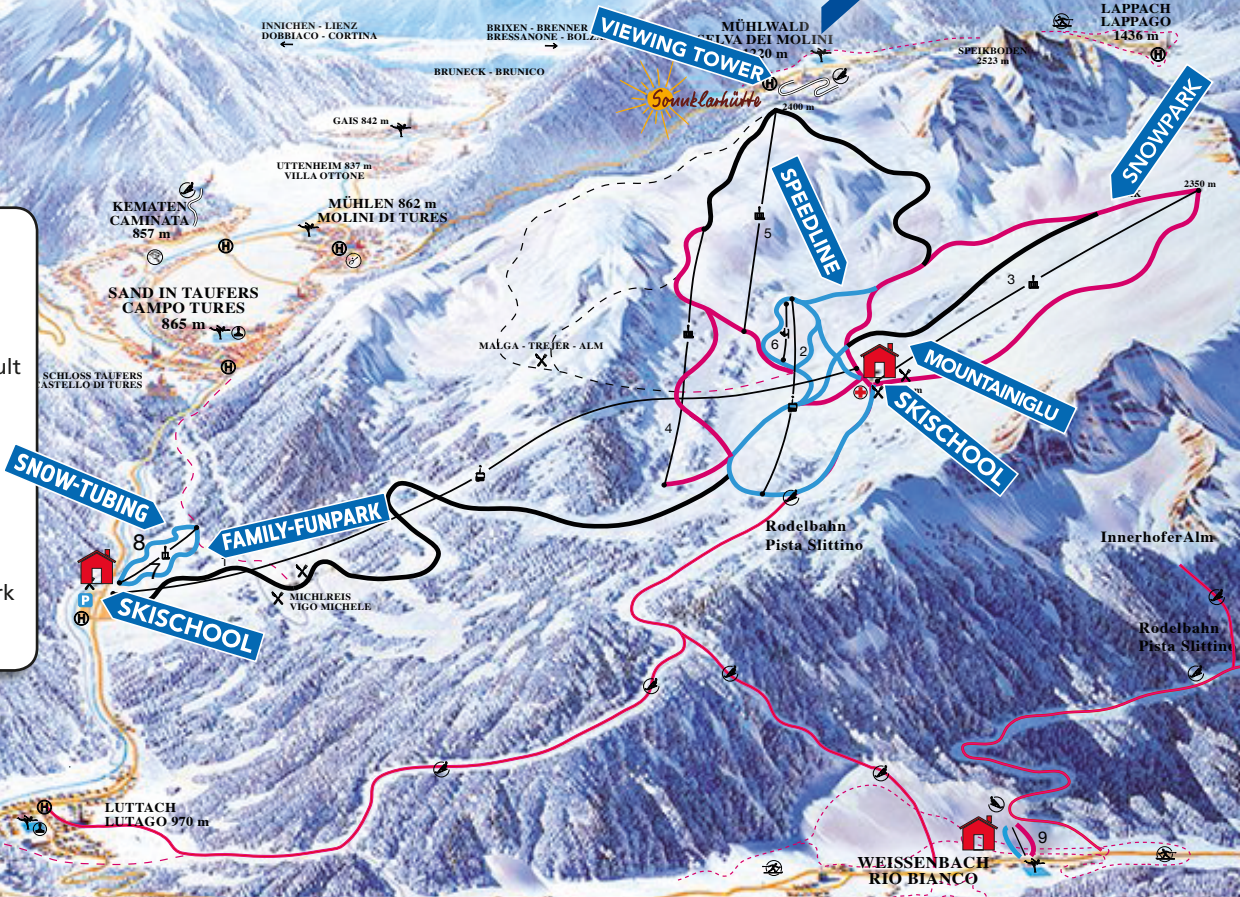 INNICHEN - LIENZ
DOBBIACO - CORTINA
BRIXEN - BRENNER
BRESSANONE -
BRUNECK - BRUNICO
VIEWING TOWER
MÜHLWALD
SELVA DEI MOLINI
LAPPACH
LAPPAGO
1436 m
SPEIKBODEN
2523 m
Sonnklarhütte
2400 m
GAIS 842 m
UTTENHEIM 837 m
VILLA OTTONE
KEMATEN
CAMINATA
857 m
MÜHLEN 862 m
MOLINI DI TURES
SAND IN TAUFERS
CAMPO TURES
865 m
SCHLOSS TAUFERS
CASTELLO DI TURES
SNOWPARK
2350 m
SPEEDLINE
5
3
6
2
4
MALGA - TREJER - ALM
MOUNTAINIGLU
SKISCHOOL
m
SNOW-TUBING
FAMILY-FUNPARK
8
7
P
SKISCHOOL
MICHLREIS
VIGO MICHELE
Rodelbahn
Pista Slittino
InnerhoferAlm
Rodelbahn
Pista Slittino
LUTTACH
LUTAGO 970 m
9
WEISSENBACH
RIO BIANCO
H
H
H
H
H
H
H